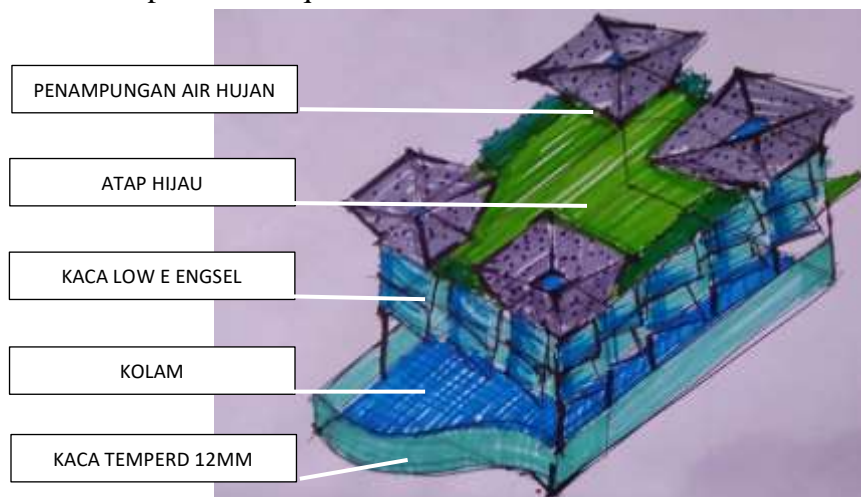 PENAMPUNGAN AIR HUJAN
ATAP HIJAU
KACA LOW E ENGSEL
KOLAM
KACA TEMPERD 12MM